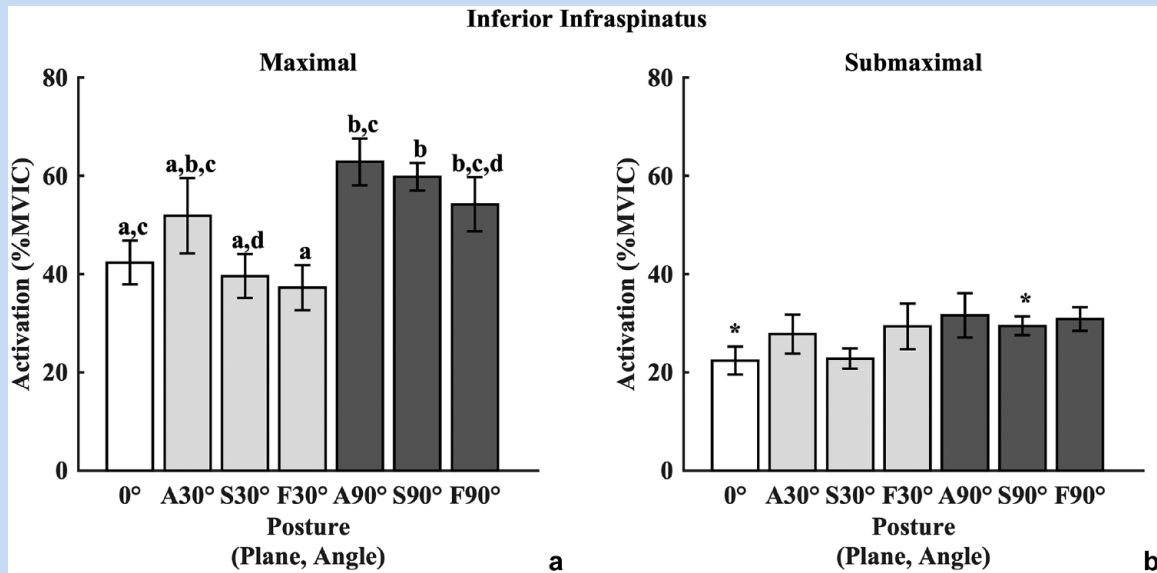 Inferior Infraspinatus
Maximal
Activation (%MVIC)
80
60
40
20
0
a,c
a,b,c
a,d
a
b,c
b
b,c,d
0° A30° S30° F30° A90° S90° F90°
Posture
(Plane, Angle)
a
Submaximal
Activation (%MVIC)
80
60
40
20
0
*
*
0° A30° S30° F30° A90° S90° F90°
Posture
(Plane, Angle)
b